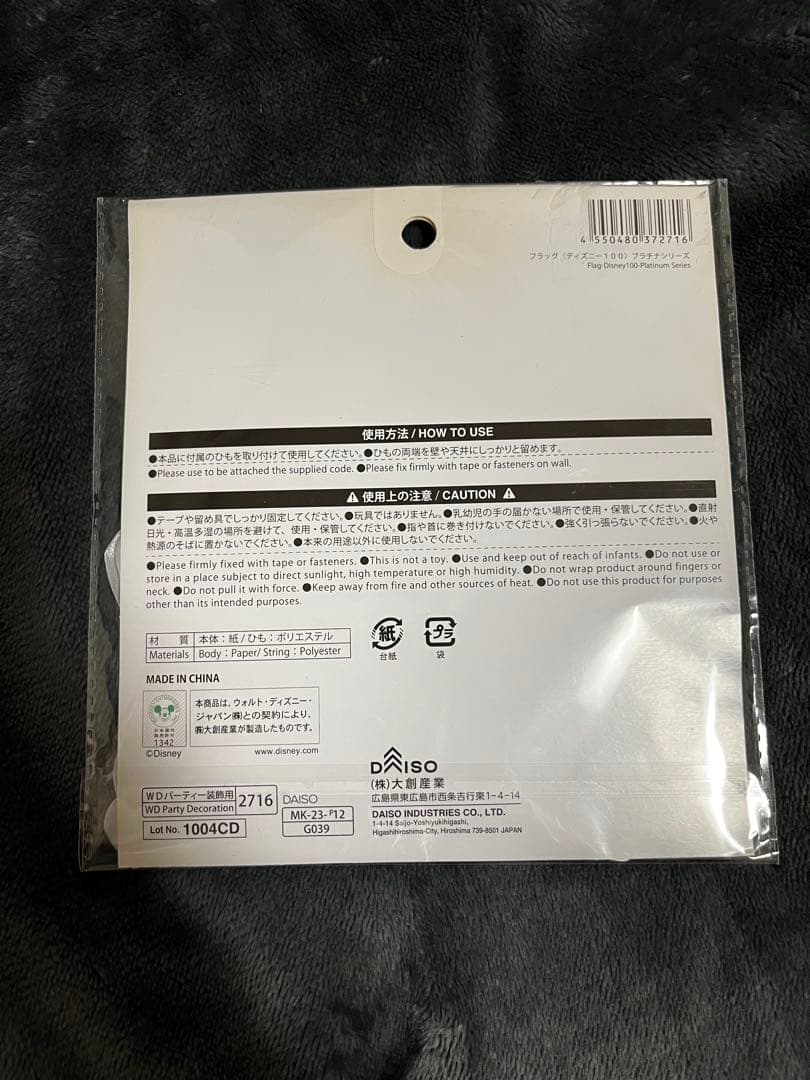 4 550480 372716
フラッグ（ディズニー１００）プラチナシリーズ
Flag-Disney100-Platinum Series
使用方法 / HOW TO USE
●本品に付属のひもを取り付けて使用してください。●ひもの両端を壁や天井にしっかりと留めます。
●Please use to be attached the supplied code. ●Please fix firmly with tape or fasteners on wall.
⚠ 使用上の注意 / CAUTION ⚠
●テープや留め具でしっかり固定してください。●玩具ではありません。●乳幼児の手の届かない場所で使用・保管してください。●直射
日光・高温多湿の場所を避けて、使用・保管してください。●指や首に巻き付けないでください。●強く引っ張らないでください。●火や
熱源のそばに置かないでください。●本来の用途以外に使用しないでください。
●Please firmly fixed with tape or fasteners. ●This is not a toy. ●Use and keep out of reach of infants. ●Do not use or
store in a place subject to direct sunlight, high temperature or high humidity. ●Do not wrap product around fingers or
neck. ●Do not pull it with force. ●Keep away from fire and other sources of heat. ●Do not use this product for purposes
other than its intended purposes.
材 質 本体：紙 / ひも：ポリエステル
Materials Body : Paper/ String : Polyester
紙
台紙
プラ
袋
MADE IN CHINA
1342
©Disney
本商品は、ウォルト・ディズニー・
ジャパン㈱との契約により、
㈱大創産業が製造したものです。
www.disney.com
DAISO
(株)大創産業
広島県東広島市西条吉行東1-4-14
DAISO INDUSTRIES CO., LTD.
1-4-14 Saijo-Yoshiyukihigashi,
Higashihiroshima-City, Hiroshima 739-8501 JAPAN
ＷＤパーティー装飾用
WD Party Decoration
2716
Lot No. 1004CD
DAISO
MK-23-P12
G039